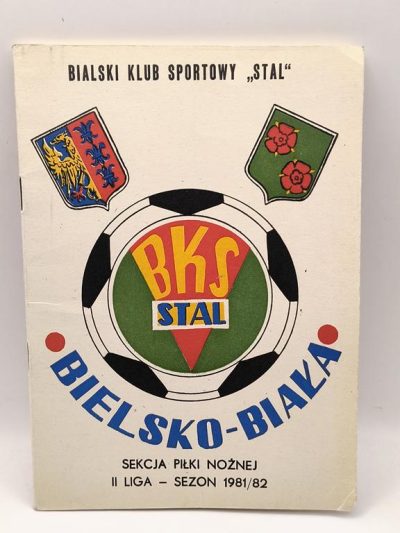 BIALSKI KLUB SPORTOWY „STAL"
BKS
STAL
BIELSKO-BIAŁA
SEKCJA PIŁKI NOŻNEJ
II LIGA – SEZON 1981/82